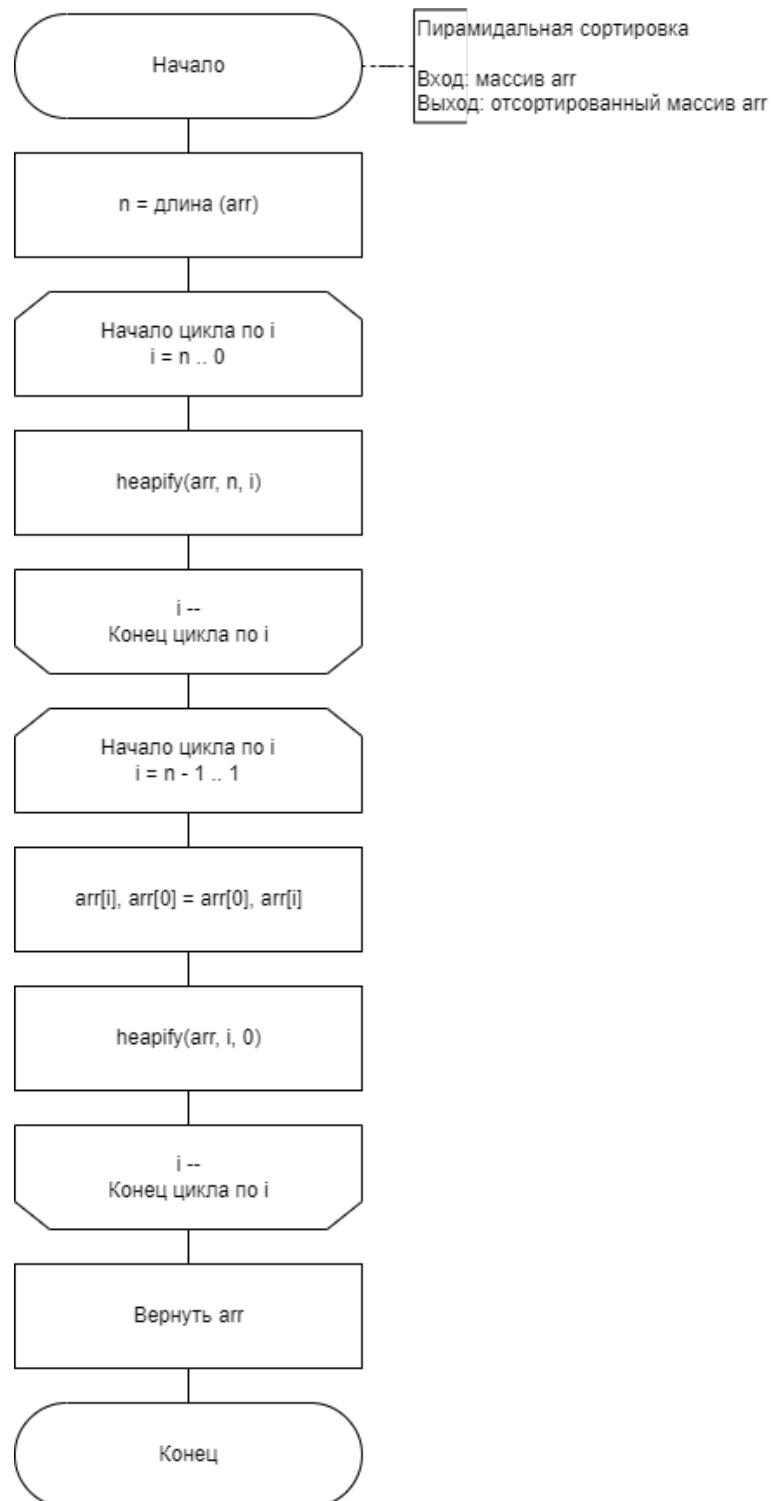 Начало
Пирамидальная сортировка
Вход: массив arr
Выход: отсортированный массив arr
n = длина (arr)
Начало цикла по i
i = n .. 0
heapify(arr, n, i)
i --
Конец цикла по i
Начало цикла по i
i = n - 1 .. 1
arr[i], arr[0] = arr[0], arr[i]
heapify(arr, i, 0)
i --
Конец цикла по i
Вернуть arr
Конец